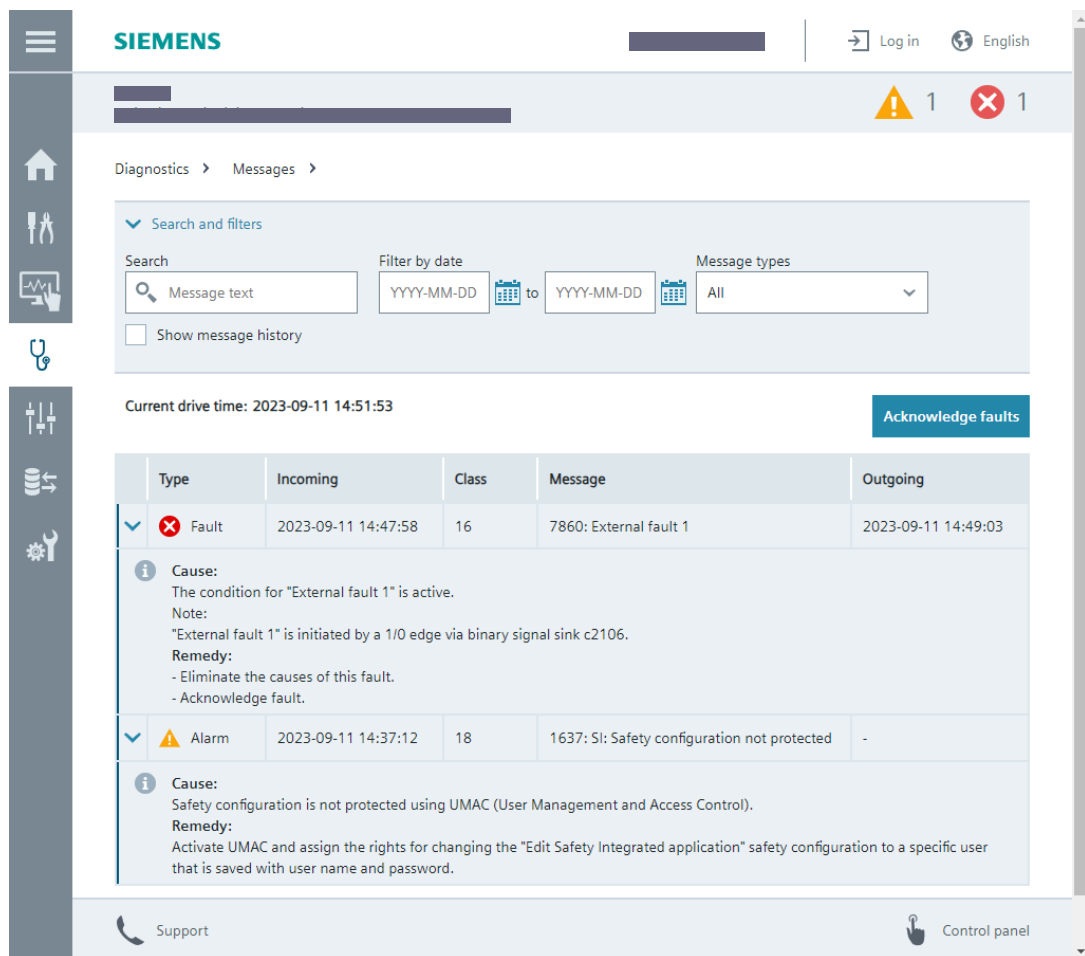 SIEMENS
Log in
English
1
1
Diagnostics
Messages
Search and filters
Search
Filter by date
Message types
Message text
YYYY-MM-DD
to
YYYY-MM-DD
All
Show message history
Current drive time: 2023-09-11 14:51:53
Acknowledge faults
Type Incoming Class Message Outgoing
Fault 2023-09-11 14:47:58 16 7860: External fault 1 2023-09-11 14:49:03
Cause:
The condition for "External fault 1" is active.
Note:
"External fault 1" is initiated by a 1/0 edge via binary signal sink c2106.
Remedy:
- Eliminate the causes of this fault.
- Acknowledge fault.
Alarm 2023-09-11 14:37:12 18 1637: SI: Safety configuration not protected -
Cause:
Safety configuration is not protected using UMAC (User Management and Access Control).
Remedy:
Activate UMAC and assign the rights for changing the "Edit Safety Integrated application" safety configuration to a specific user
that is saved with user name and password.
Support
Control panel